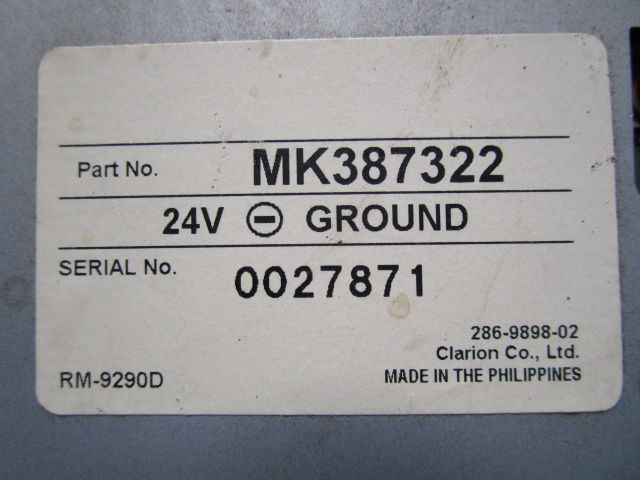 Part No. MK387322
24V ⊖ GROUND
SERIAL No. 0027871
286-9898-02
Clarion Co., Ltd.
RM-9290D MADE IN THE PHILIPPINES